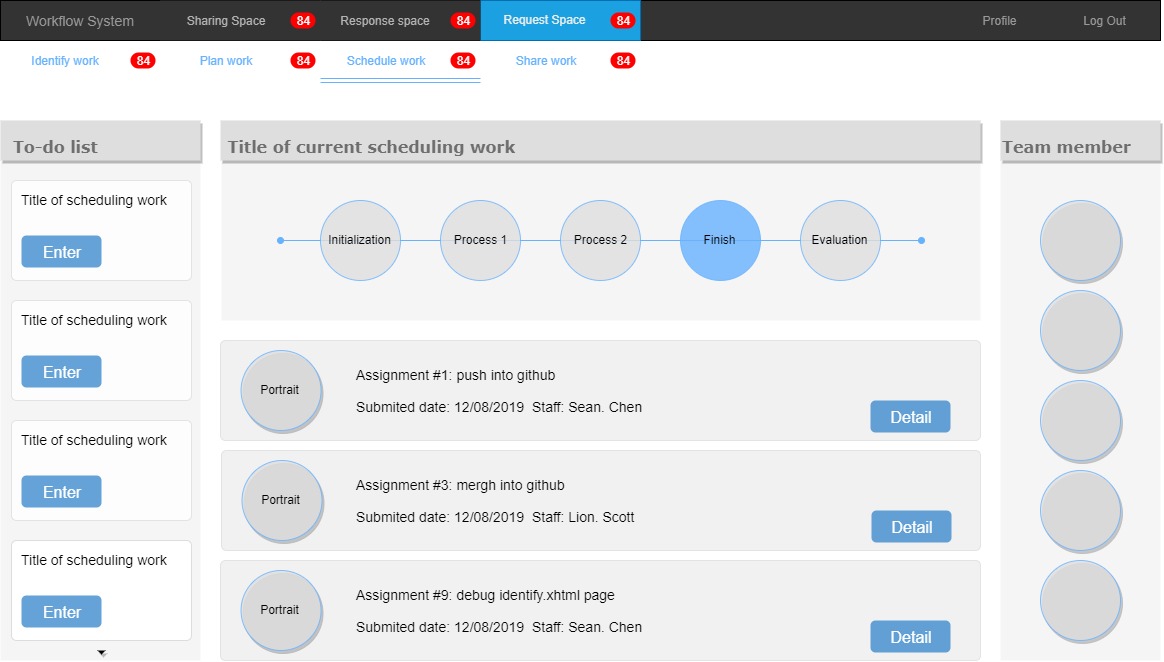 Workflow System
Sharing Space 84
Response space 84
Request Space 84
Profile
Log Out
Identify work 84
Plan work 84
Schedule work 84
Share work 84
To-do list
Title of scheduling work
Enter
Title of scheduling work
Enter
Title of scheduling work
Enter
Title of scheduling work
Enter
Title of current scheduling work
Initialization
Process 1
Process 2
Finish
Evaluation
Portrait
Assignment #1: push into github
Submited date: 12/08/2019 Staff: Sean. Chen
Detail
Portrait
Assignment #3: mergh into github
Submited date: 12/08/2019 Staff: Lion. Scott
Detail
Portrait
Assignment #9: debug identify.xhtml page
Submited date: 12/08/2019 Staff: Sean. Chen
Detail
Team member